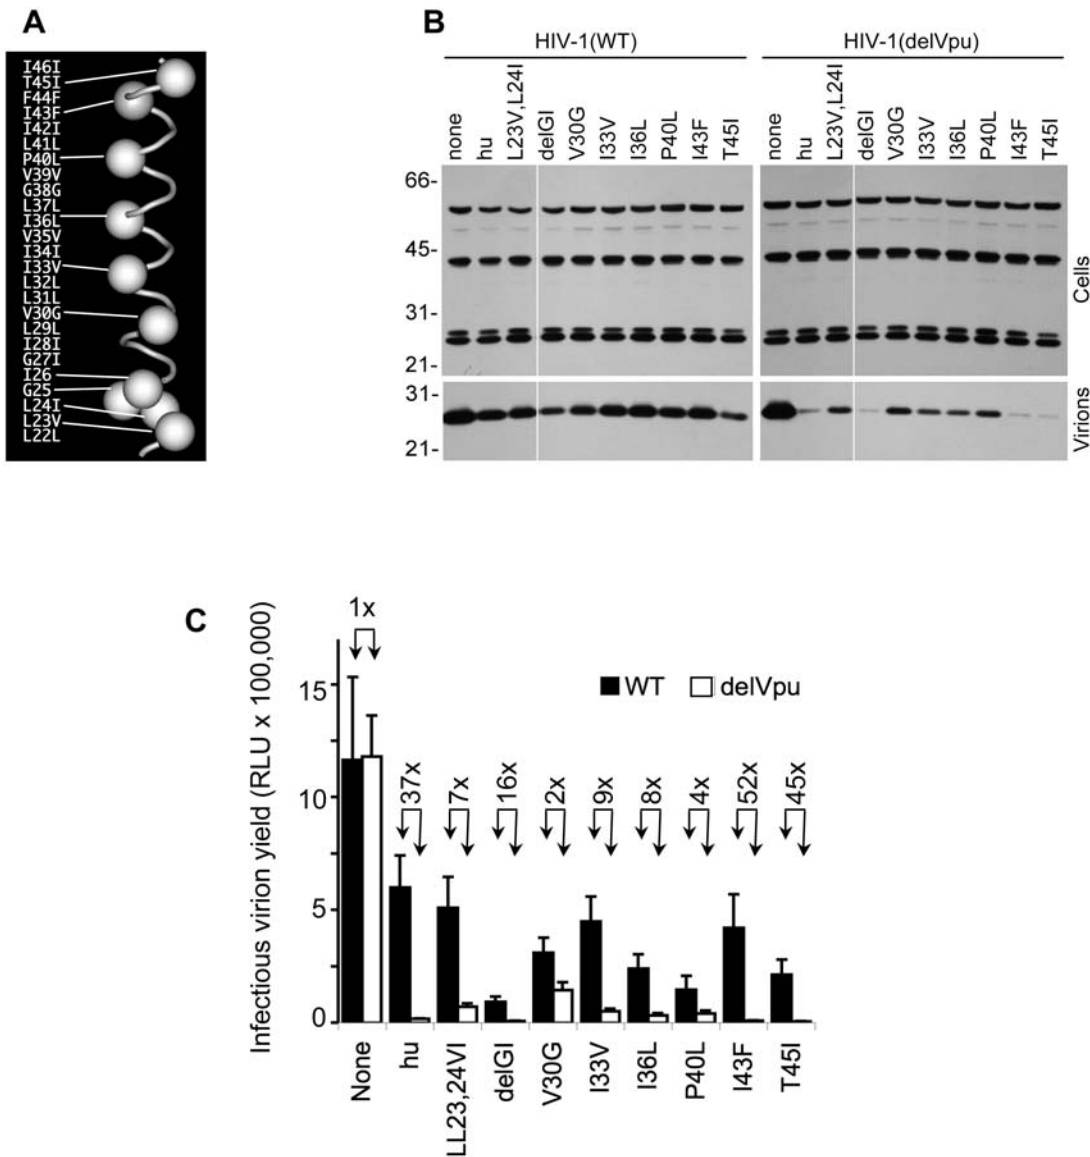 A
I46I
T45I
F44F
I43F
I42I
L41L
P40L
V39V
G38G
L37L
I36L
V35V
I34I
I33V
L32L
L31L
V30G
L29L
I28I
G27I
I26
G25
L24I
L23V
L22L
B
HIV-1(WT) HIV-1(delVpu)
none hu L23V,L24I delGI V30G I33V I36L P40L I43F T45I none hu L23V,L24I delGI V30G I33V I36L P40L I43F T45I
66-
45-
31-
21-
Cells
31-
21-
Virions
C
Infectious virion yield (RLU x 100,000)
1x
WT delVpu
37x 7x 16x 2x 9x 8x 4x 52x 45x
15
10
5
0
None hu LL23,24VI delGI V30G I33V I36L P40L I43F T45I